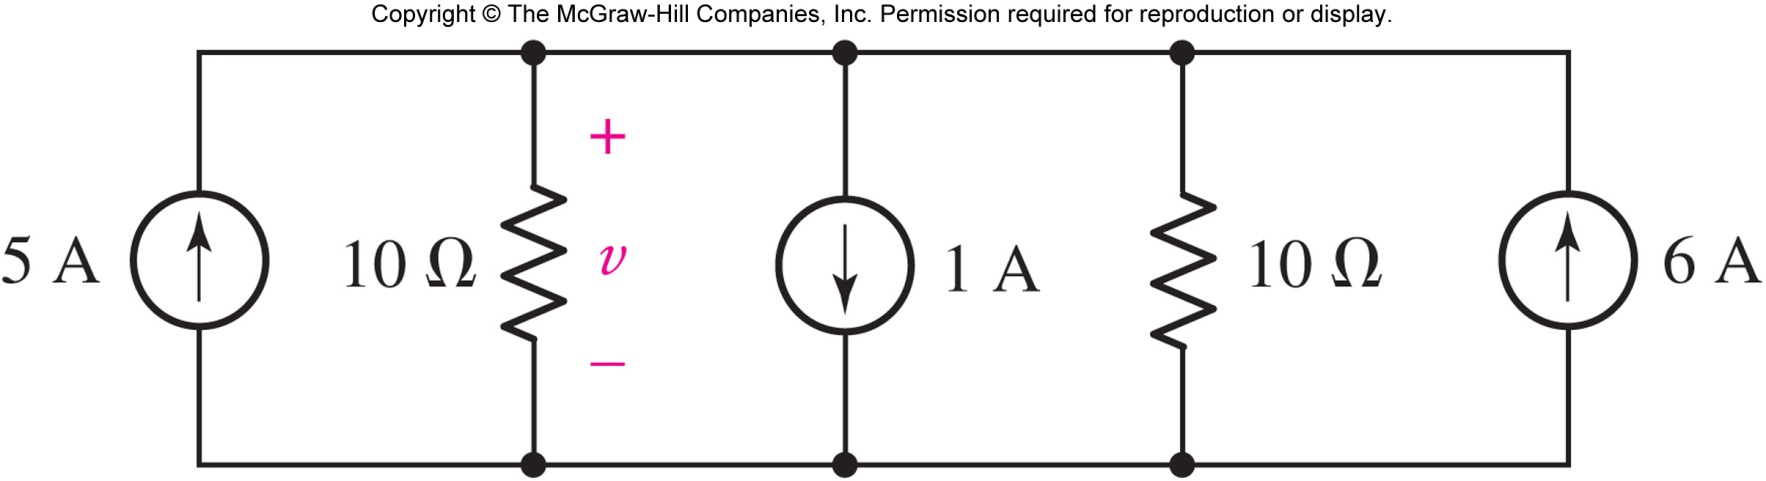 Copyright © The McGraw-Hill Companies, Inc. Permission required for reproduction or display.
+
5 A 10 Ω v 1 A 10 Ω 6 A
−